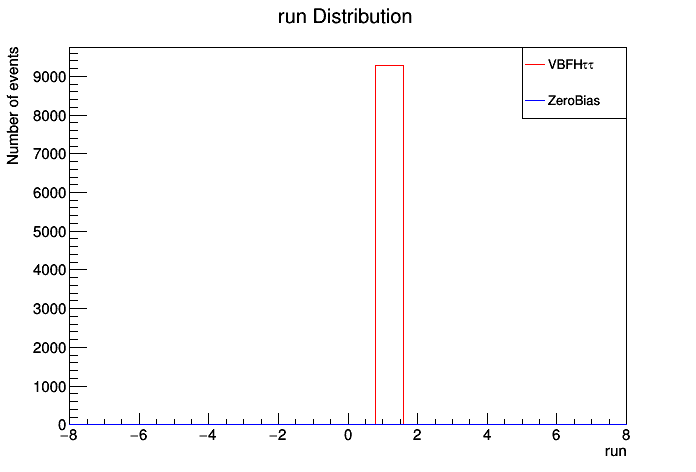 run Distribution
Number of events
9000
8000
7000
6000
5000
4000
3000
2000
1000
0
−8 −6 −4 −2 0 2 4 6 8
run
VBFHττ
ZeroBias